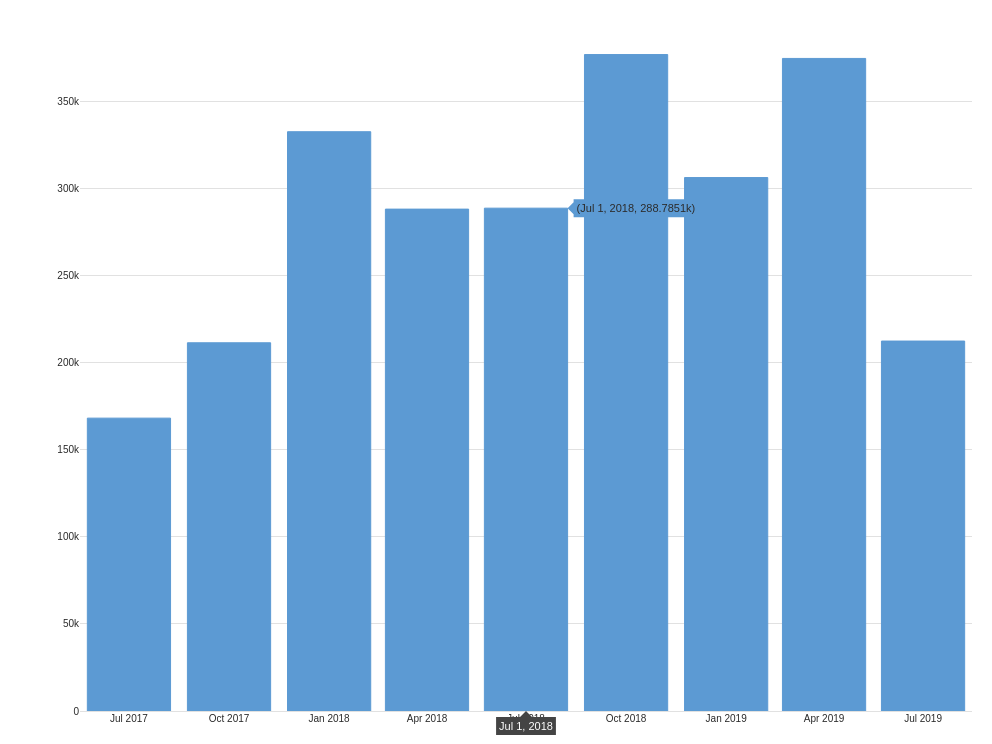 350k
300k
(Jul 1, 2018, 288.7851k)
250k
200k
150k
100k
50k
0
Jul 2017
Oct 2017
Jan 2018
Apr 2018
Oct 2018
Jan 2019
Apr 2019
Jul 2019
Jul 1, 2018